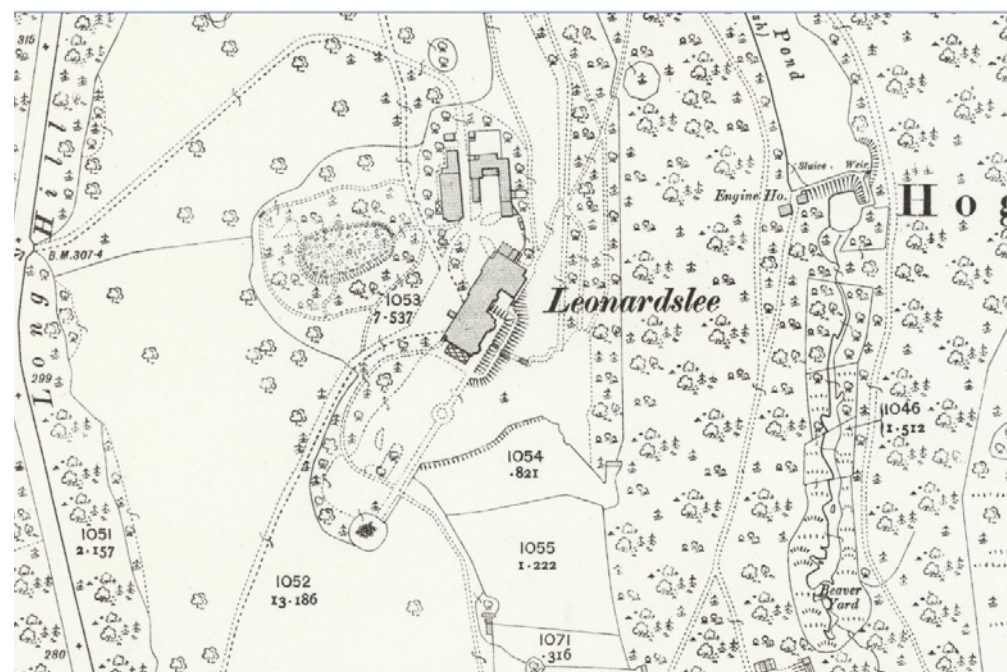 315
Pond
Long Hill
Sluice
Weir
Engine Ho.
Hog
B.M.307·4
1053
7·537
Leonardslee
299
1046
1·512
1054
·821
1051
2·157
1055
1·222
1052
13·186
Beaver
Yard
1071
·316
280